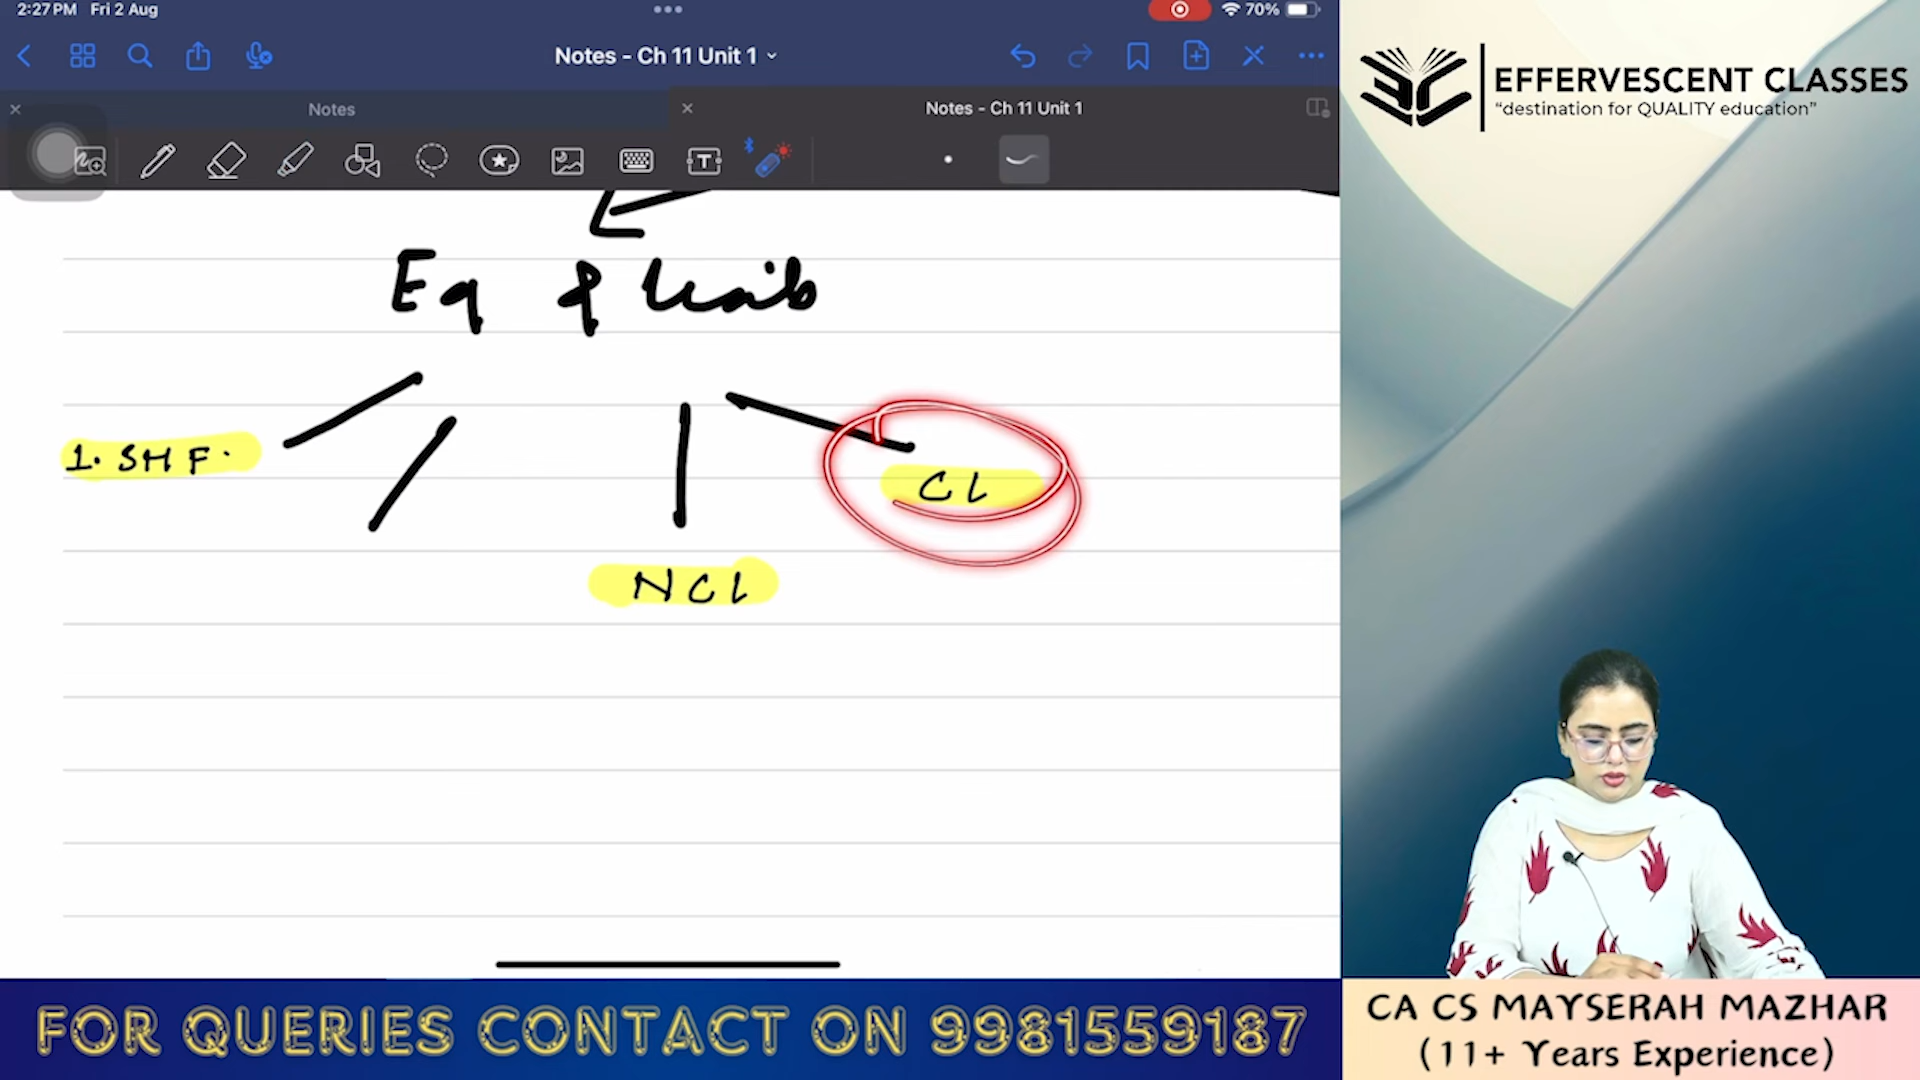 2:27 PM Fri 2 Aug
70%
Notes - Ch 11 Unit 1
Notes
Notes - Ch 11 Unit 1
T
EFFERVESCENT CLASSES
"destination for QUALITY education"
Eq & Liab
1. SHF.
CL
NCL
FOR QUERIES CONTACT ON 9981559187
CA CS MAYSERAH MAZHAR
(11+ Years Experience)